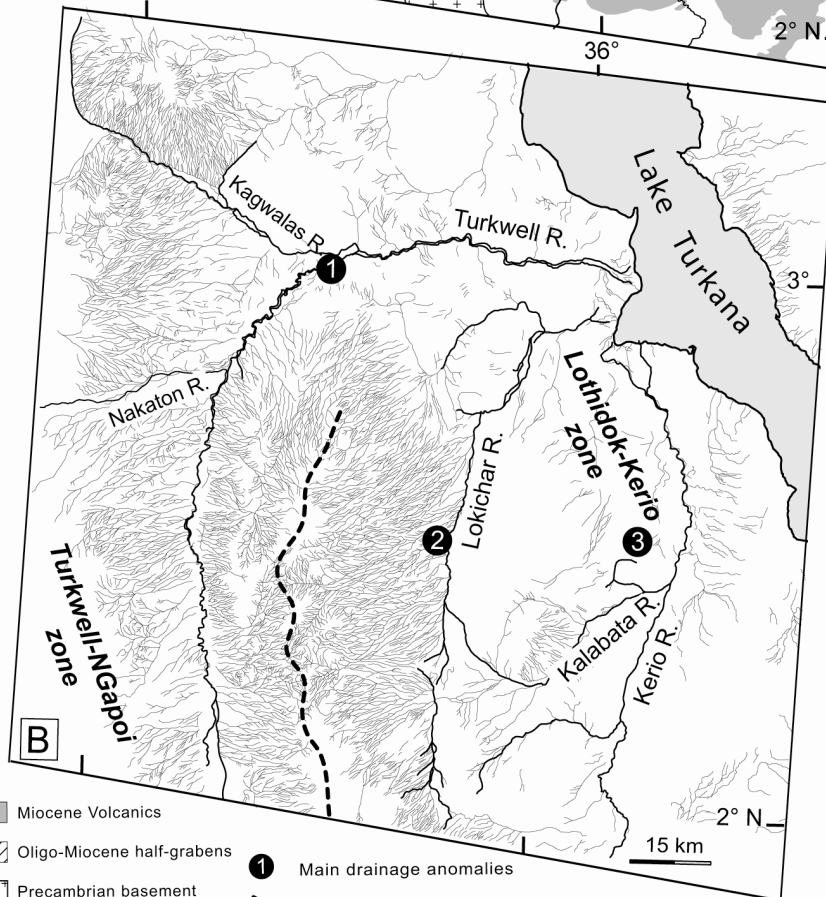 2° N
36°
Lake
Turkana
Kagwalas R.
Turkwell R.
1
3°
Nakaton R.
Lothidok-Kerio
zone
Lokichar R.
2
3
Turkwell-NGapoi
zone
Kalabata R.
Kerio R.
B
2° N
15 km
Miocene Volcanics
Oligo-Miocene half-grabens
1 Main drainage anomalies
Precambrian basement